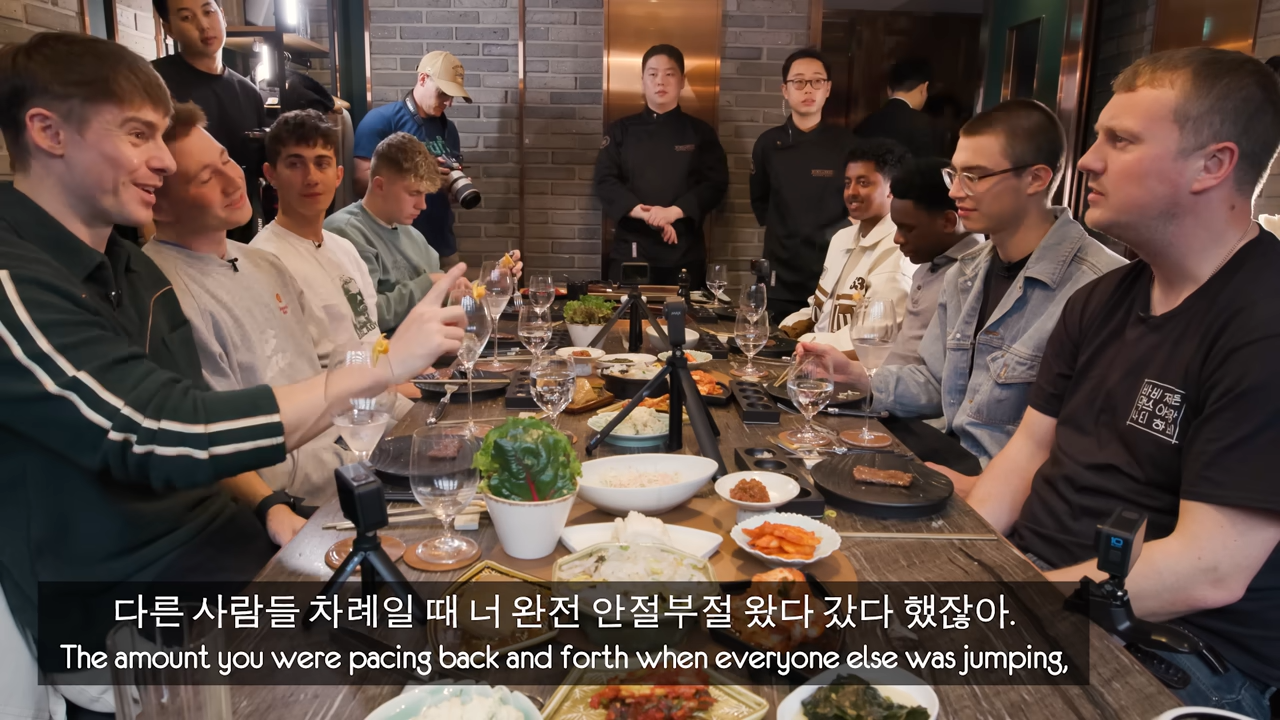 다른 사람들 차례일 때 너 완전 안절부절 왔다 갔다 했잖아.
The amount you were pacing back and forth when everyone else was jumping,
10